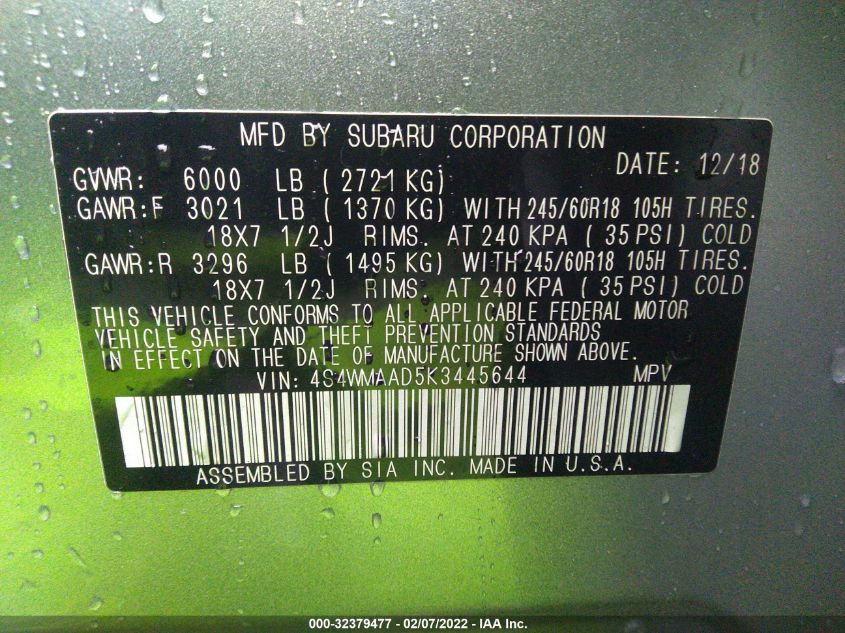 MFD BY SUBARU CORPORATION
DATE: 12/18
GVWR: 6000 LB (2721 KG)
GAWR:F 3021 LB (1370 KG) WITH 245/60R18 105H TIRES.
18X7 1/2J RIMS. AT 240 KPA (35 PSI) COLD
GAWR:R 3296 LB (1495 KG) WITH 245/60R18 105H TIRES.
18X7 1/2J RIMS. AT 240 KPA (35 PSI) COLD
THIS VEHICLE CONFORMS TO ALL APPLICABLE FEDERAL MOTOR
VEHICLE SAFETY AND THEFT PREVENTION STANDARDS
IN EFFECT ON THE DATE OF MANUFACTURE SHOWN ABOVE.
VIN: 4S4WMAAD5K3445644 MPV
ASSEMBLED BY SIA INC. MADE IN U.S.A.
000-32379477 - 02/07/2022 - IAA Inc.